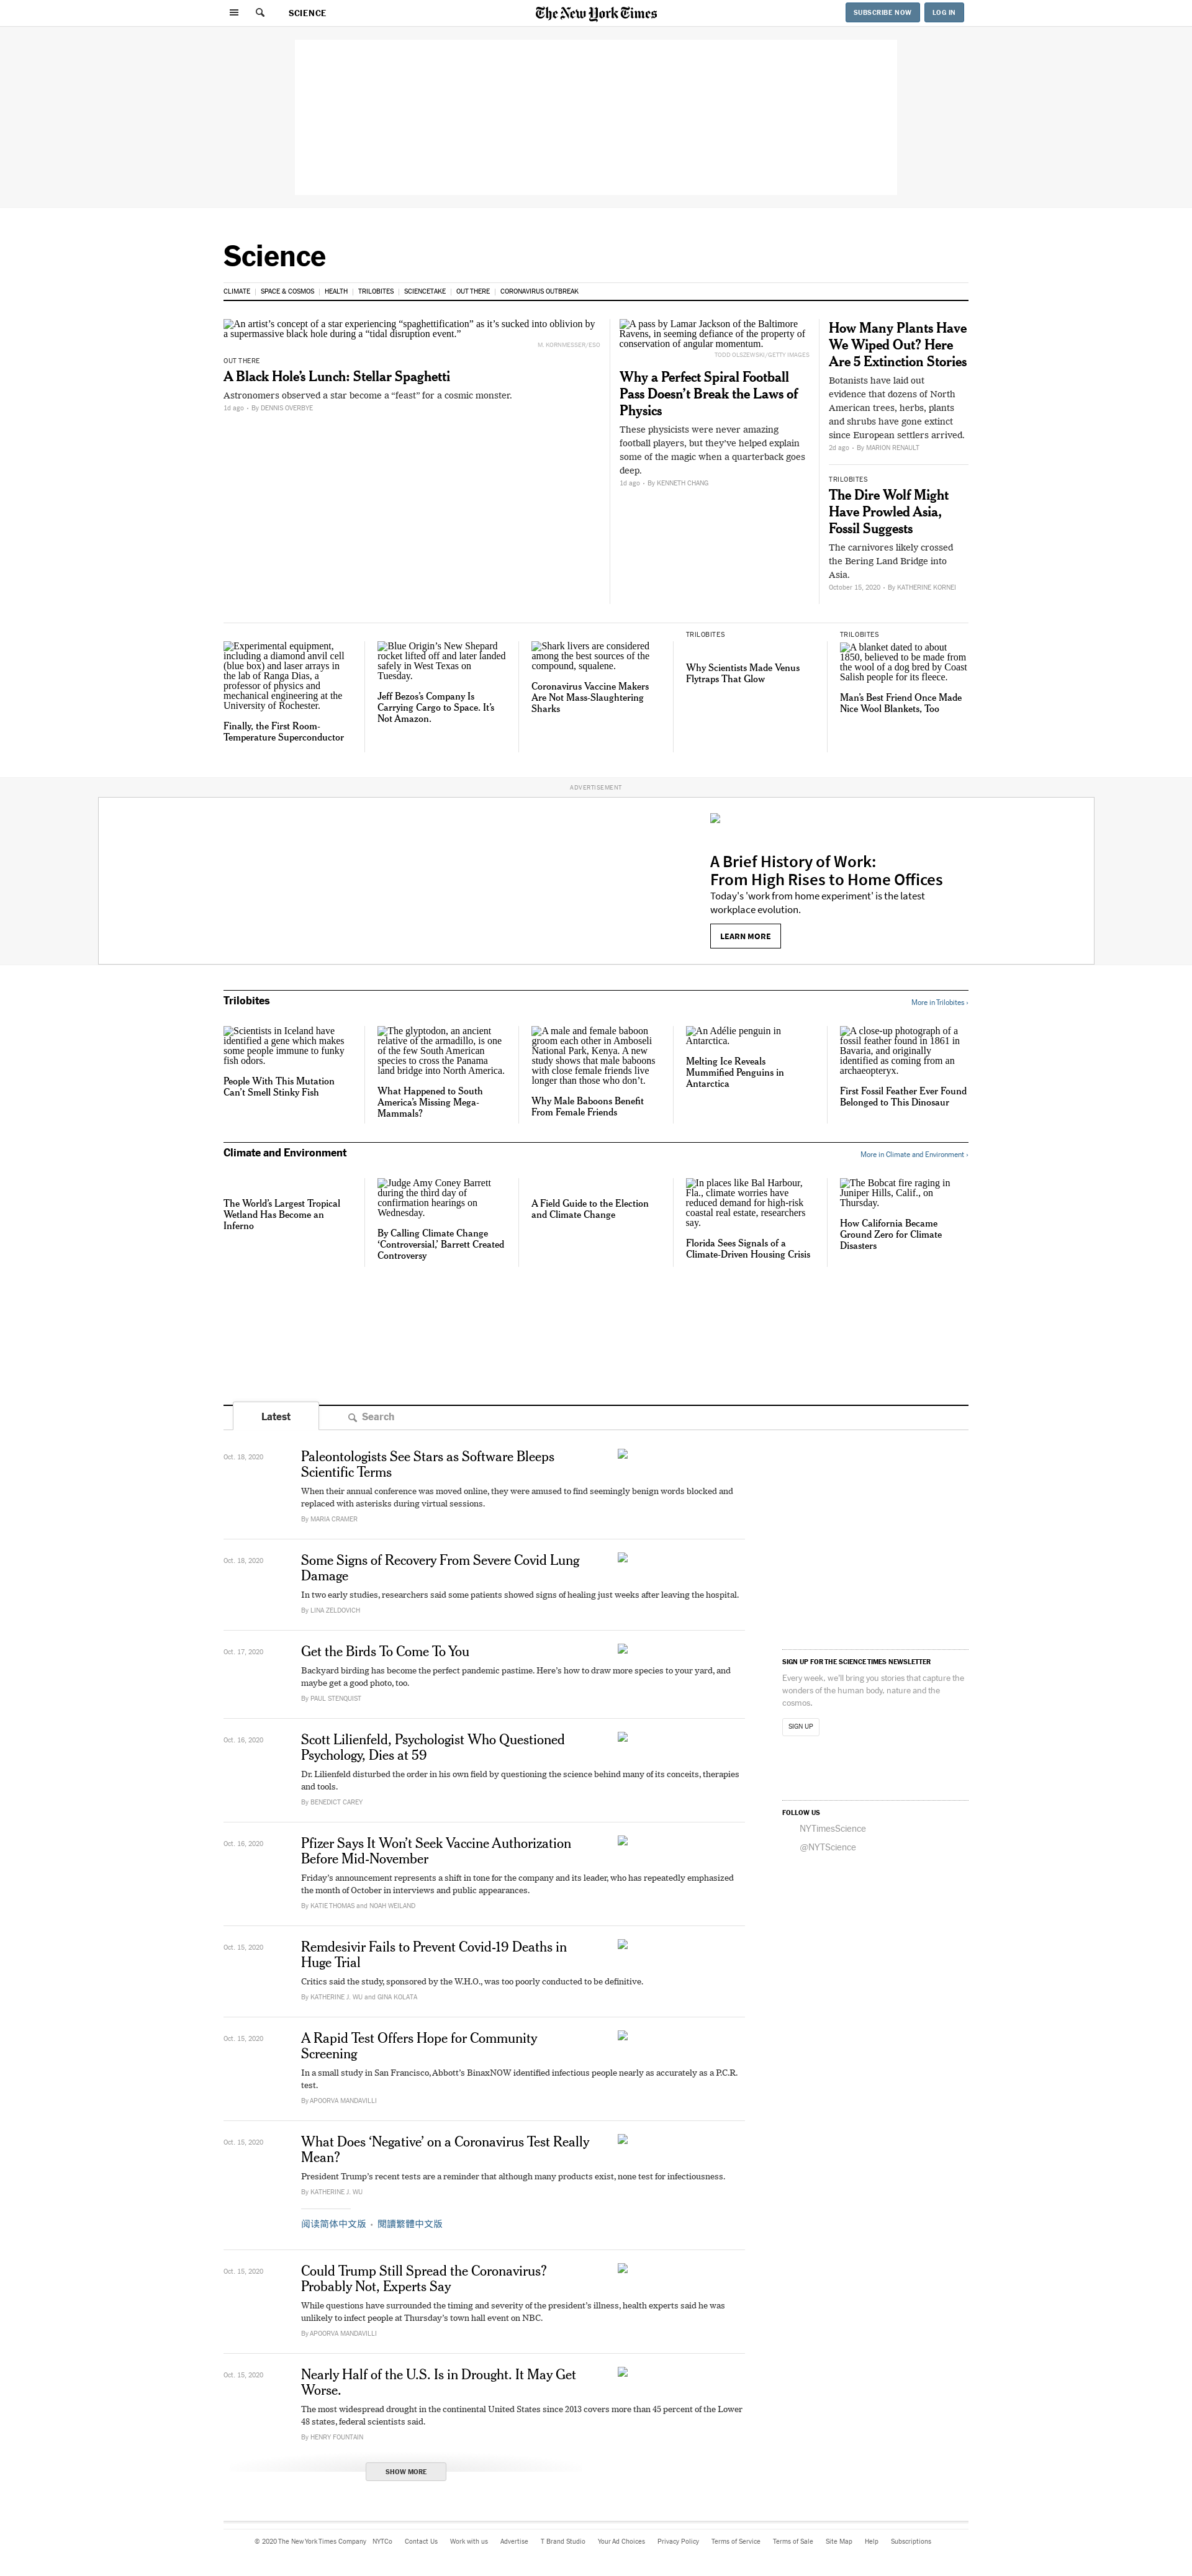 SCIENCE
The New York Times
SUBSCRIBE NOW
LOG IN
Science
CLIMATE
SPACE & COSMOS
HEALTH
TRILOBITES
SCIENCETAKE
OUT THERE
CORONAVIRUS OUTBREAK
An artist's concept of a star experiencing “spaghettification” as it’s sucked into oblivion by
a supermassive black hole during a “tidal disruption event.”
M. KORNMESSER/ESO
OUT THERE
A Black Hole’s Lunch: Stellar Spaghetti
Astronomers observed a star become a “feast” for a cosmic monster.
1d ago - By DENNIS OVERBYE
A pass by Lamar Jackson of the Baltimore
Ravens, in seeming defiance of the property of
conservation of angular momentum.
TODD OLSZEWSKI/GETTY IMAGES
Why a Perfect Spiral Football
Pass Doesn’t Break the Laws of
Physics
These physicists were never amazing
football players, but they’ve helped explain
some of the magic when a quarterback goes
deep.
1d ago - By KENNETH CHANG
How Many Plants Have
We Wiped Out? Here
Are 5 Extinction Stories
Botanists have laid out
evidence that dozens of North
American trees, herbs, plants
and shrubs have gone extinct
since European settlers arrived.
2d ago - By MARION RENAULT
TRILOBITES
The Dire Wolf Might
Have Prowled Asia,
Fossil Suggests
The carnivores likely crossed
the Bering Land Bridge into
Asia.
October 15, 2020 - By KATHERINE KORNEI
Experimental equipment,
including a diamond anvil cell
(blue box) and laser arrays in
the lab of Ranga Dias, a
professor of physics and
mechanical engineering at the
University of Rochester.
Finally, the First Room-
Temperature Superconductor
Blue Origin’s New Shepard
rocket lifted off and later landed
safely in West Texas on
Tuesday.
Jeff Bezos’s Company Is
Carrying Cargo to Space. It’s
Not Amazon.
Shark livers are considered
among the best sources of the
compound, squalene.
Coronavirus Vaccine Makers
Are Not Mass-Slaughtering
Sharks
TRILOBITES
Why Scientists Made Venus
Flytraps That Glow
TRILOBITES
A blanket dated to about
1850, believed to be made from
the wool of a dog bred by Coast
Salish people for its fleece.
Man’s Best Friend Once Made
Nice Wool Blankets, Too
ADVERTISEMENT
A Brief History of Work:
From High Rises to Home Offices
Today's 'work from home experiment' is the latest
workplace evolution.
LEARN MORE
Trilobites
More in Trilobites ›
Scientists in Iceland have
identified a gene which makes
some people immune to funky
fish odors.
People With This Mutation
Can’t Smell Stinky Fish
The glyptodon, an ancient
relative of the armadillo, is one
of the few South American
species to cross the Panama
land bridge into North America.
What Happened to South
America’s Missing Mega-
Mammals?
A male and female baboon
groom each other in Amboseli
National Park, Kenya. A new
study shows that male baboons
with close female friends live
longer than those who don’t.
Why Male Baboons Benefit
From Female Friends
An Adélie penguin in
Antarctica.
Melting Ice Reveals
Mummified Penguins in
Antarctica
A close-up photograph of a
fossil feather found in 1861 in
Bavaria, and originally
identified as coming from an
archaeopteryx.
First Fossil Feather Ever Found
Belonged to This Dinosaur
Climate and Environment
More in Climate and Environment ›
The World’s Largest Tropical
Wetland Has Become an
Inferno
Judge Amy Coney Barrett
during the third day of
confirmation hearings on
Wednesday.
By Calling Climate Change
‘Controversial,’ Barrett Created
Controversy
A Field Guide to the Election
and Climate Change
In places like Bal Harbour,
Fla., climate worries have
reduced demand for high-risk
coastal real estate, researchers
say.
Florida Sees Signals of a
Climate-Driven Housing Crisis
The Bobcat fire raging in
Juniper Hills, Calif., on
Thursday.
How California Became
Ground Zero for Climate
Disasters
Latest
Search
Oct. 18, 2020
Paleontologists See Stars as Software Bleeps
Scientific Terms
When their annual conference was moved online, they were amused to find seemingly benign words blocked and
replaced with asterisks during virtual sessions.
By MARIA CRAMER
Oct. 18, 2020
Some Signs of Recovery From Severe Covid Lung
Damage
In two early studies, researchers said some patients showed signs of healing just weeks after leaving the hospital.
By LINA ZELDOVICH
Oct. 17, 2020
Get the Birds To Come To You
Backyard birding has become the perfect pandemic pastime. Here’s how to draw more species to your yard, and
maybe get a good photo, too.
By PAUL STENQUIST
Oct. 16, 2020
Scott Lilienfeld, Psychologist Who Questioned
Psychology, Dies at 59
Dr. Lilienfeld disturbed the order in his own field by questioning the science behind many of its conceits, therapies
and tools.
By BENEDICT CAREY
Oct. 16, 2020
Pfizer Says It Won’t Seek Vaccine Authorization
Before Mid-November
Friday’s announcement represents a shift in tone for the company and its leader, who has repeatedly emphasized
the month of October in interviews and public appearances.
By KATIE THOMAS and NOAH WEILAND
Oct. 15, 2020
Remdesivir Fails to Prevent Covid-19 Deaths in
Huge Trial
Critics said the study, sponsored by the W.H.O., was too poorly conducted to be definitive.
By KATHERINE J. WU and GINA KOLATA
Oct. 15, 2020
A Rapid Test Offers Hope for Community
Screening
In a small study in San Francisco, Abbott’s BinaxNOW identified infectious people nearly as accurately as a P.C.R.
test.
By APOORVA MANDAVILLI
Oct. 15, 2020
What Does ‘Negative’ on a Coronavirus Test Really
Mean?
President Trump’s recent tests are a reminder that although many products exist, none test for infectiousness.
By KATHERINE J. WU
阅读简体中文版 - 閱讀繁體中文版
Oct. 15, 2020
Could Trump Still Spread the Coronavirus?
Probably Not, Experts Say
While questions have surrounded the timing and severity of the president’s illness, health experts said he was
unlikely to infect people at Thursday’s town hall event on NBC.
By APOORVA MANDAVILLI
Oct. 15, 2020
Nearly Half of the U.S. Is in Drought. It May Get
Worse.
The most widespread drought in the continental United States since 2013 covers more than 45 percent of the Lower
48 states, federal scientists said.
By HENRY FOUNTAIN
SHOW MORE
SIGN UP FOR THE SCIENCE TIMES NEWSLETTER
Every week, we’ll bring you stories that capture the
wonders of the human body, nature and the
cosmos.
SIGN UP
FOLLOW US
NYTimesScience
@NYTScience
© 2020 The New York Times Company
NYTCo
Contact Us
Work with us
Advertise
T Brand Studio
Your Ad Choices
Privacy Policy
Terms of Service
Terms of Sale
Site Map
Help
Subscriptions